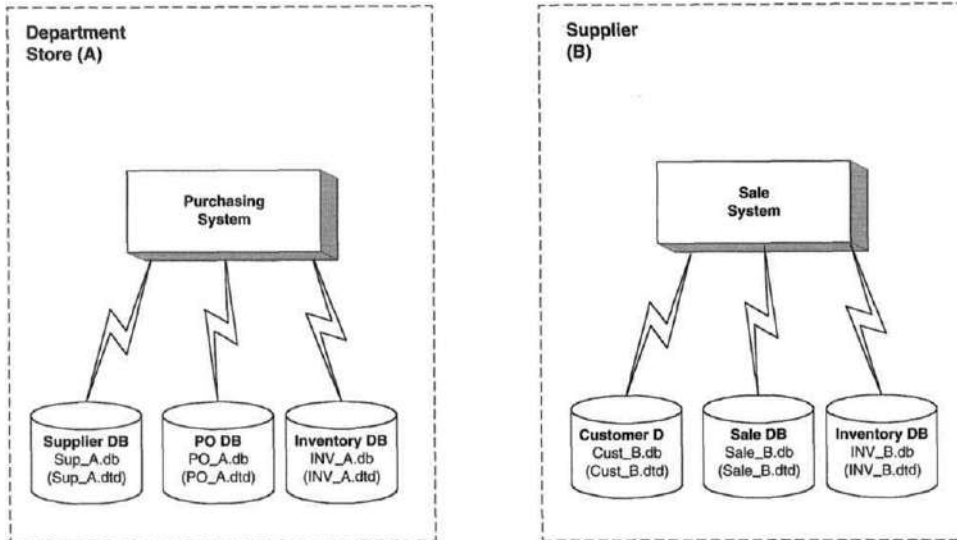 Department
Store (A)
Purchasing
System
Supplier DB
Sup_A.db
(Sup_A.dtd)
PO DB
PO_A.db
(PO_A.dtd)
Inventory DB
INV_A.db
(INV_A.dtd)
Supplier
(B)
Sale
System
Customer D
Cust_B.db
(Cust_B.dtd)
Sale DB
Sale_B.db
(Sale_B.dtd)
Inventory DB
INV_B.db
(INV_B.dtd)